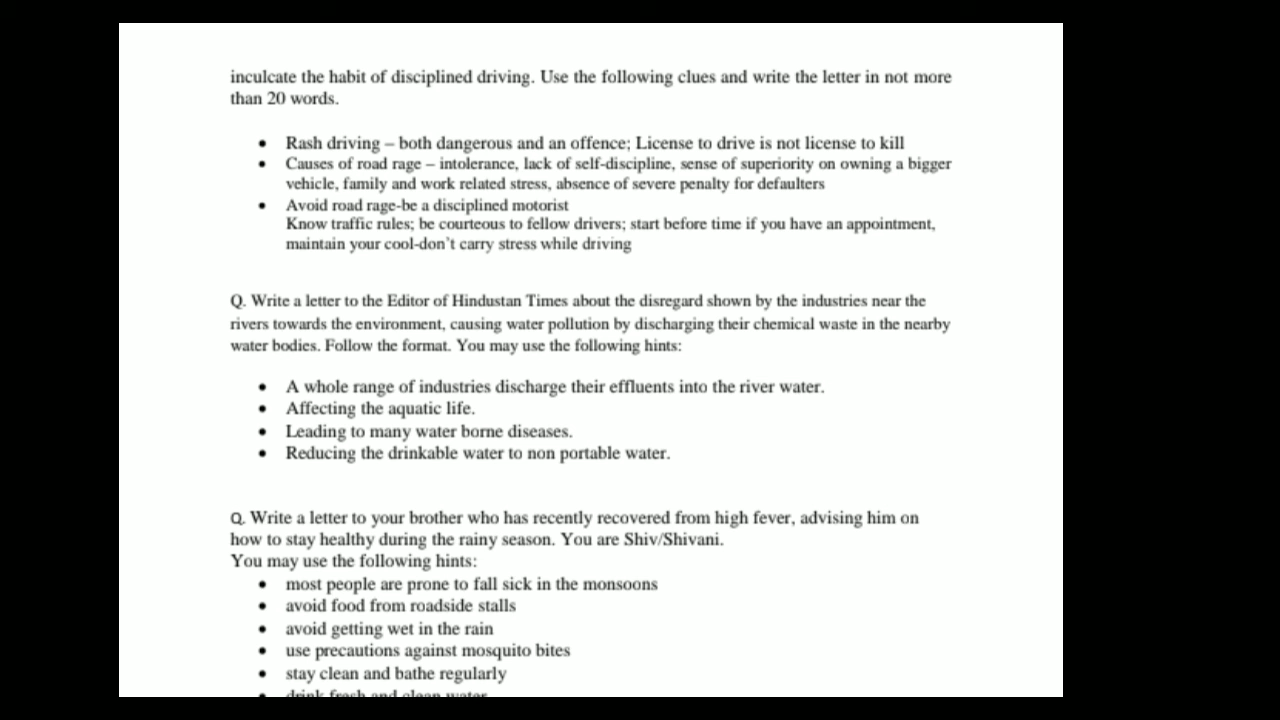 inculcate the habit of disciplined driving. Use the following clues and write the letter in not more
than 20 words.
• Rash driving – both dangerous and an offence; License to drive is not license to kill
• Causes of road rage – intolerance, lack of self-discipline, sense of superiority on owning a bigger
vehicle, family and work related stress, absence of severe penalty for defaulters
• Avoid road rage-be a disciplined motorist
Know traffic rules; be courteous to fellow drivers; start before time if you have an appointment,
maintain your cool-don't carry stress while driving
Q. Write a letter to the Editor of Hindustan Times about the disregard shown by the industries near the
rivers towards the environment, causing water pollution by discharging their chemical waste in the nearby
water bodies. Follow the format. You may use the following hints:
• A whole range of industries discharge their effluents into the river water.
• Affecting the aquatic life.
• Leading to many water borne diseases.
• Reducing the drinkable water to non portable water.
Q. Write a letter to your brother who has recently recovered from high fever, advising him on
how to stay healthy during the rainy season. You are Shiv/Shivani.
You may use the following hints:
• most people are prone to fall sick in the monsoons
• avoid food from roadside stalls
• avoid getting wet in the rain
• use precautions against mosquito bites
• stay clean and bathe regularly
• drink fresh and clean water